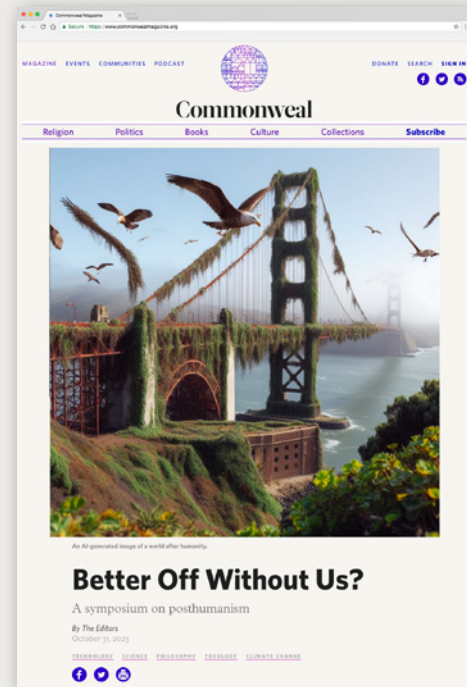 Commonweal Magazine
Secure https://www.commonwealmagazine.org
MAGAZINE EVENTS COMMUNITIES PODCAST
DONATE SEARCH SIGN IN
Commonweal
Religion Politics Books Culture Collections Subscribe
An AI-generated image of a world after humanity.
Better Off Without Us?
A symposium on posthumanism
By The Editors
October 31, 2023
TECHNOLOGY SCIENCE PHILOSOPHY THEOLOGY CLIMATE CHANGE